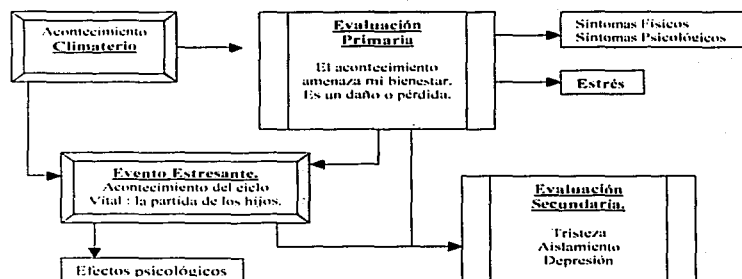 Acontecimiento
Climaterio
Evaluación
Primaria
El acontecimiento
amenaza mi bienestar.
Es un daño o pérdida.
Síntomas Físicos
Síntomas Psicológicos
Estrés
Evento Estresante.
Acontecimiento del ciclo
Vital : la partida de los hijos.
Evaluación
Secundaria.
Tristeza
Aislamiento
Depresión
Efectos psicológicos